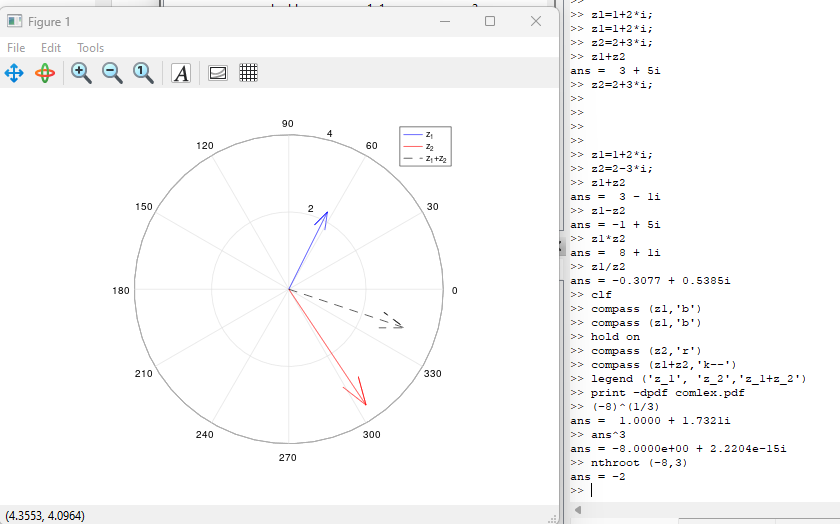 Figure 1
File Edit Tools
A
90
4
120
60
z₁
z₂
z₁+z₂
150
2
30
180
0
210
330
240
300
270
(4.3553, 4.0964)
>>
>> z1=1+2*i;
>> z1=1+2*i;
>> z2=2+3*i;
>> z1+z2
ans =  3 + 5i
>> z2=2+3*i;
>>
>>
>>
>>
>> z1=1+2*i;
>> z2=2-3*i;
>> z1+z2
ans =  3 - 1i
>> z1-z2
ans = -1 + 5i
>> z1*z2
ans =  8 + 1i
>> z1/z2
ans = -0.3077 + 0.5385i
>> clf
>> compass (z1,'b')
>> compass (z1,'b')
>> hold on
>> compass (z2,'r')
>> compass (z1+z2,'k--')
>> legend ('z_1', 'z_2','z_1+z_2')
>> print -dpdf comlex.pdf
>> (-8)^(1/3)
ans =  1.0000 + 1.7321i
>> ans^3
ans = -8.0000e+00 + 2.2204e-15i
>> nthroot (-8,3)
ans = -2
>>